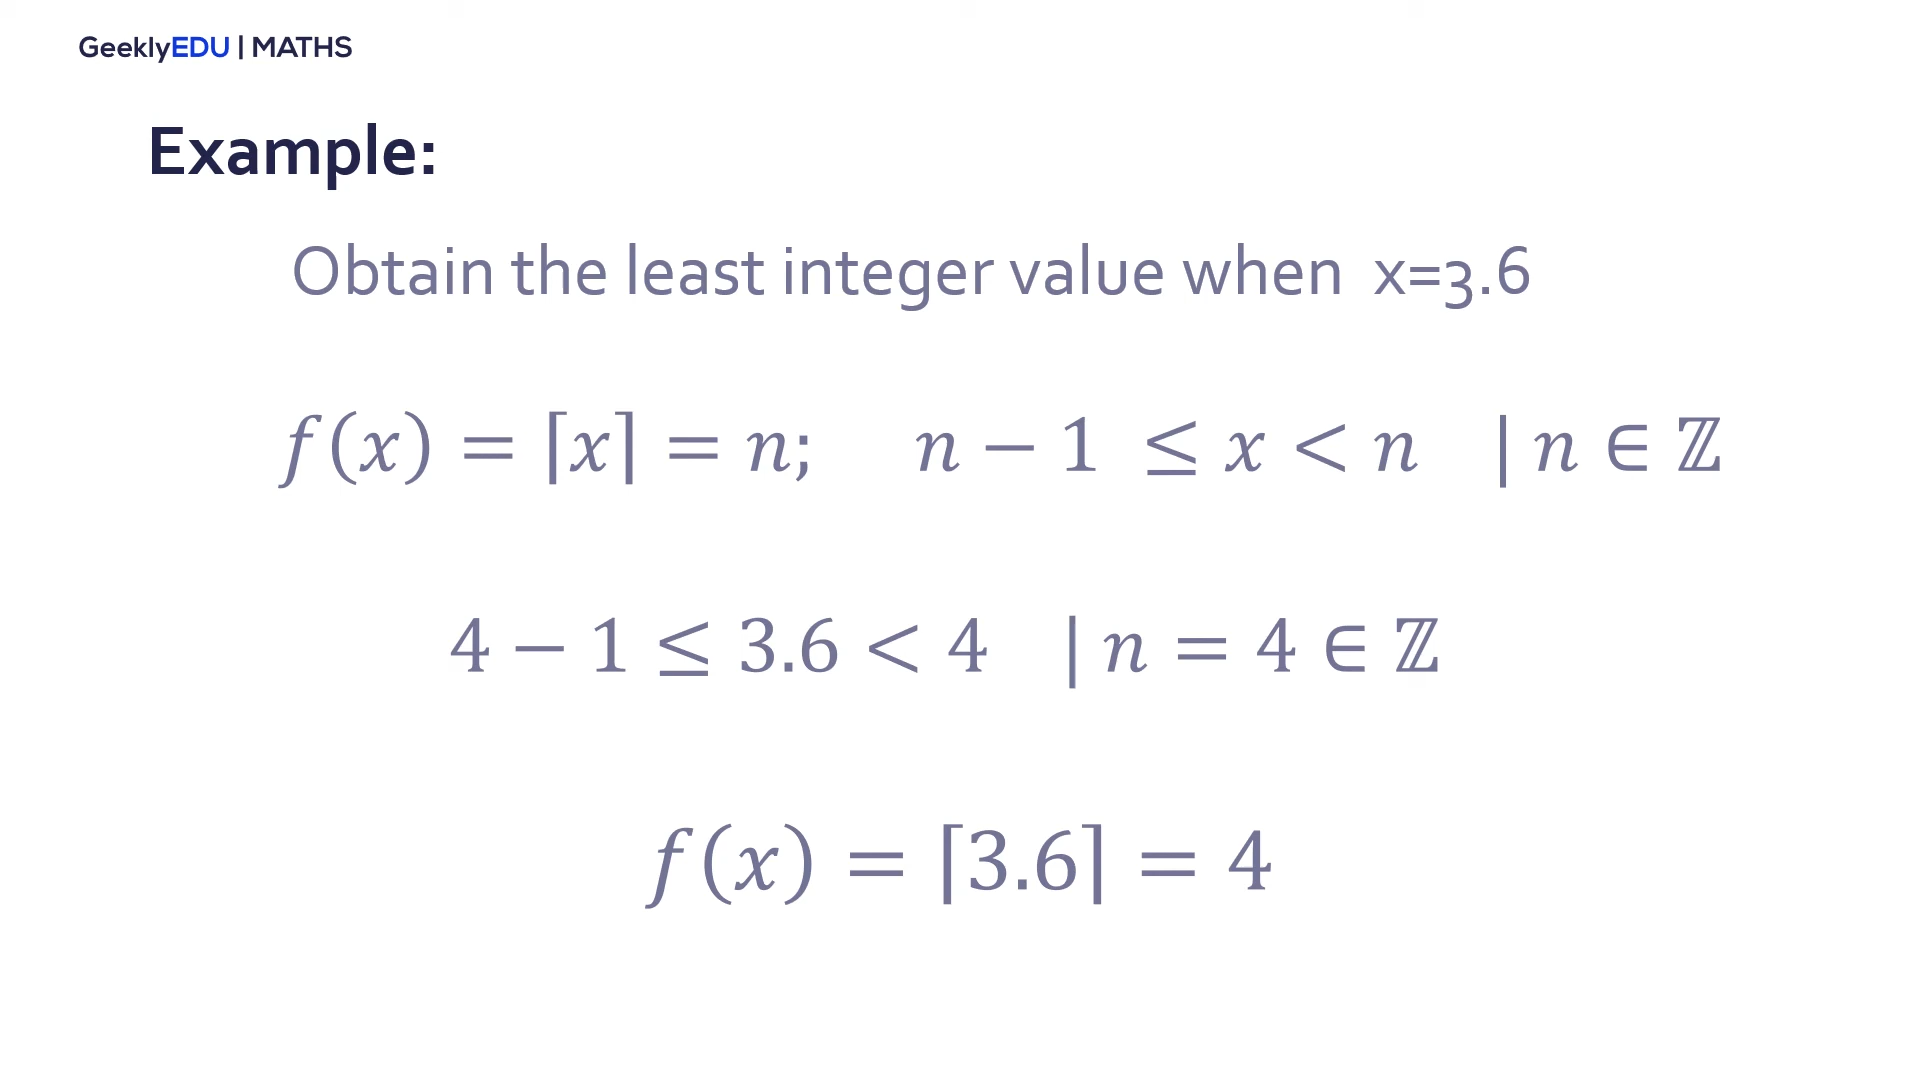 GeeklyEDU | MATHS
Example:
Obtain the least integer value when x=3.6
f(x) = ⌈x⌉ = n; n − 1 ≤ x < n | n ∈ ℤ
4 − 1 ≤ 3.6 < 4 | n = 4 ∈ ℤ
f(x) = ⌈3.6⌉ = 4